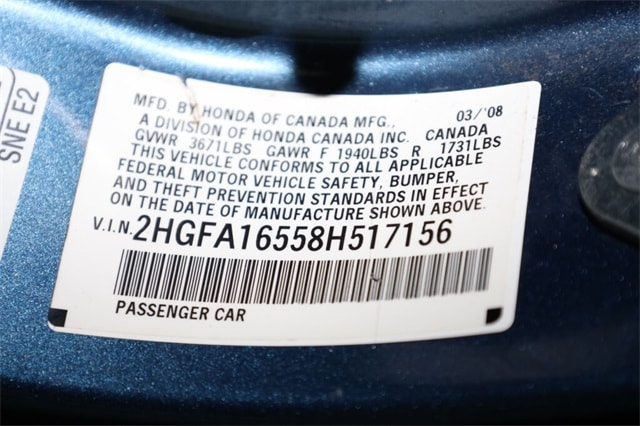 SNE E2
MFD. BY HONDA OF CANADA MFG., 03/'08
A DIVISION OF HONDA CANADA INC. CANADA
GVWR 3671LBS GAWR F 1940LBS R 1731LBS
THIS VEHICLE CONFORMS TO ALL APPLICABLE
FEDERAL MOTOR VEHICLE SAFETY, BUMPER,
AND THEFT PREVENTION STANDARDS IN EFFECT
ON THE DATE OF MANUFACTURE SHOWN ABOVE.
V.I.N. 2HGFA16558H517156
PASSENGER CAR